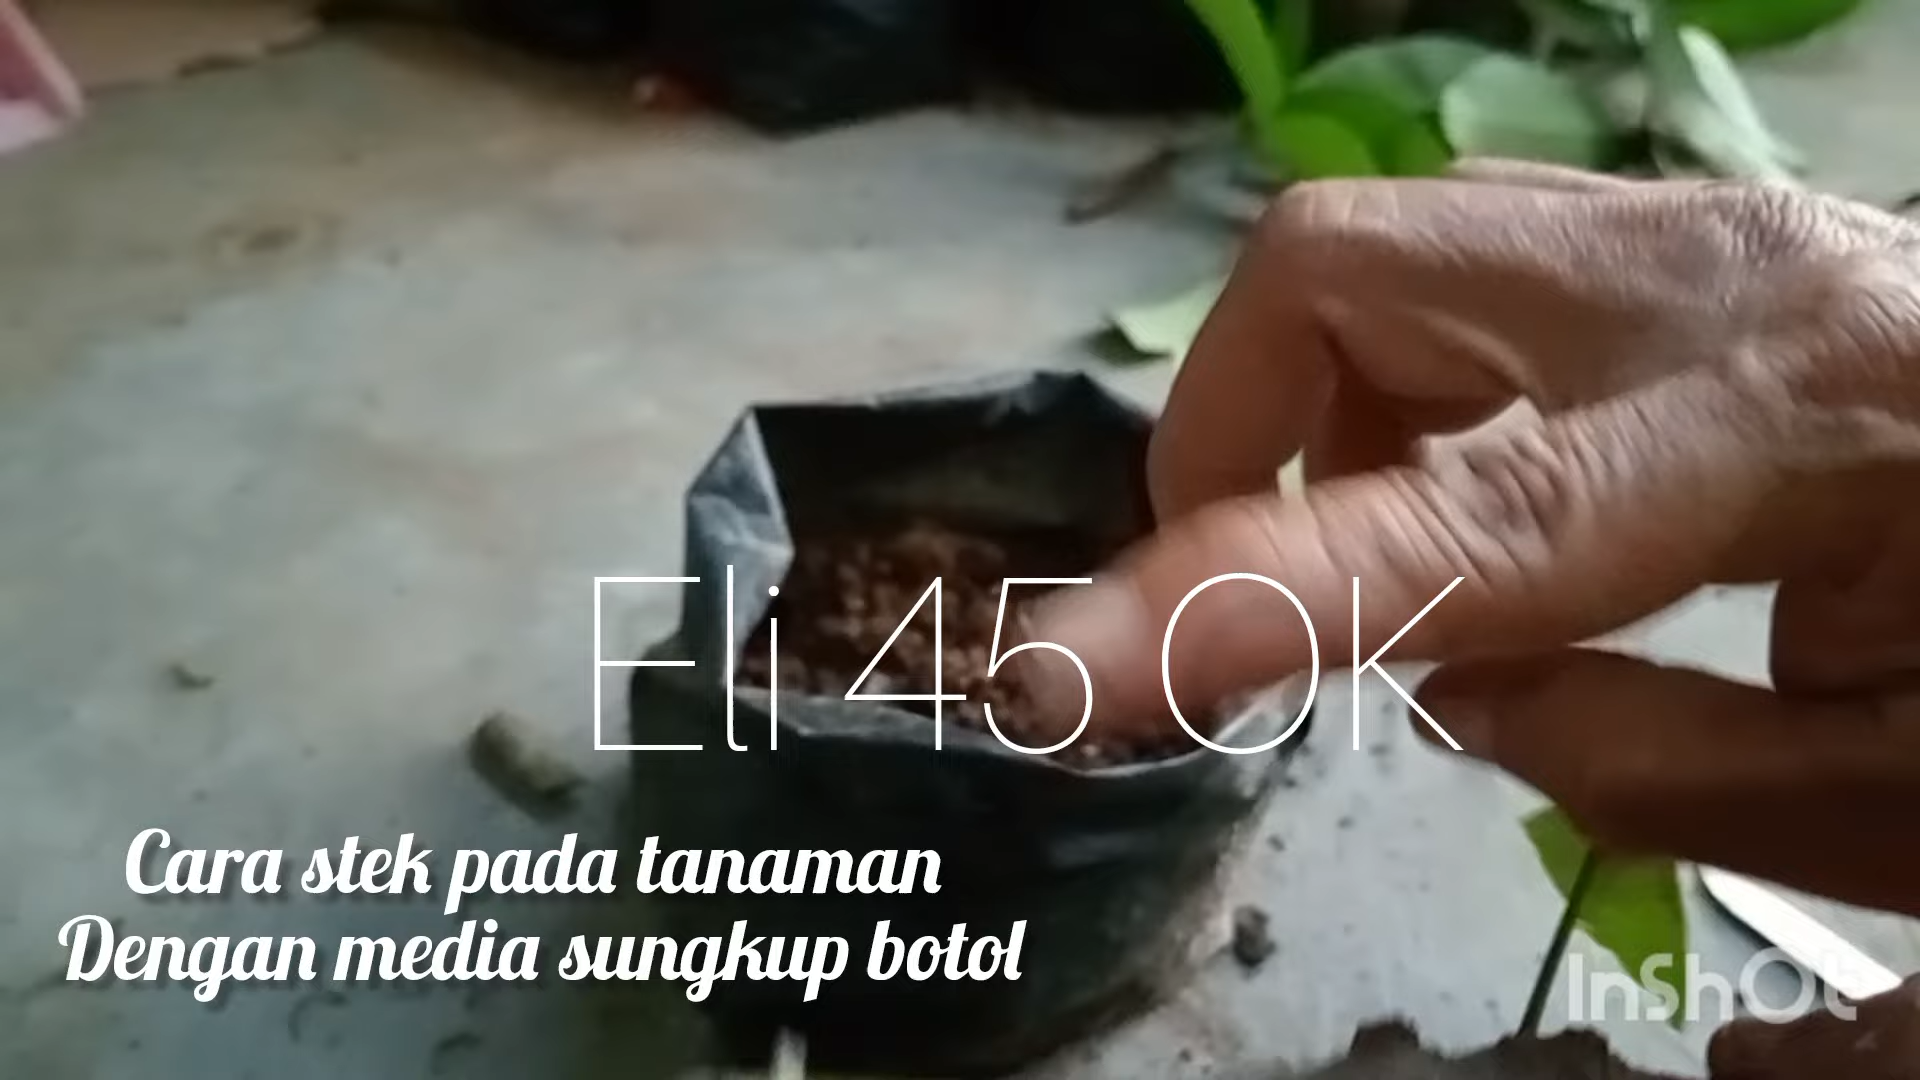 Eli 45 OK
Cara stek pada tanaman
Dengan media sungkup botol
InShOt